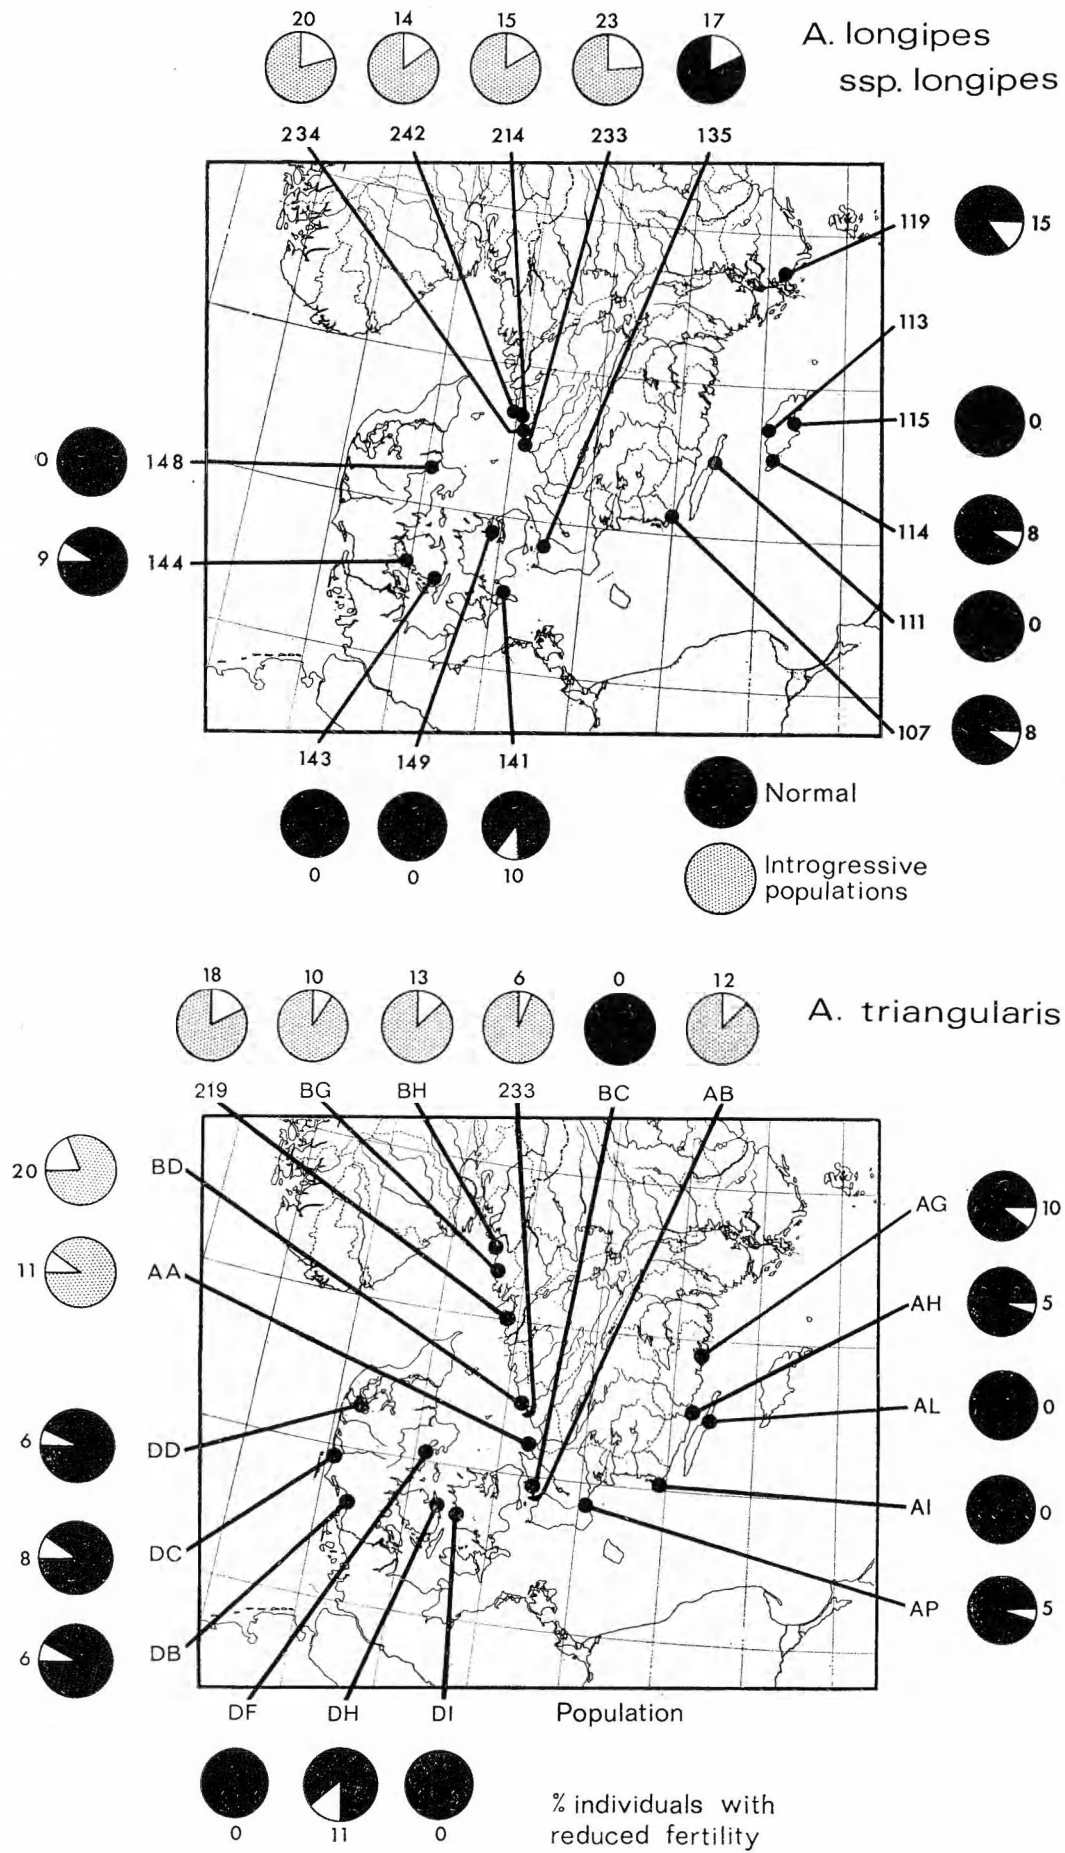 20 14 15 23 17
A. longipes
ssp. longipes
234 242 214 233 135
119 15
113
115 0
0 148
114 8
9 144
111 0
107 8
143 149 141
Normal
0 0 10
Introgressive
populations
18 10 13 6 0 12
A. triangularis
219 BG BH 233 BC AB
20 BD
AG 10
11 AA
AH 5
AL 0
6 DD
AI 0
8 DC
AP 5
6 DB
DF DH DI Population
0 11 0
% individuals with
reduced fertility